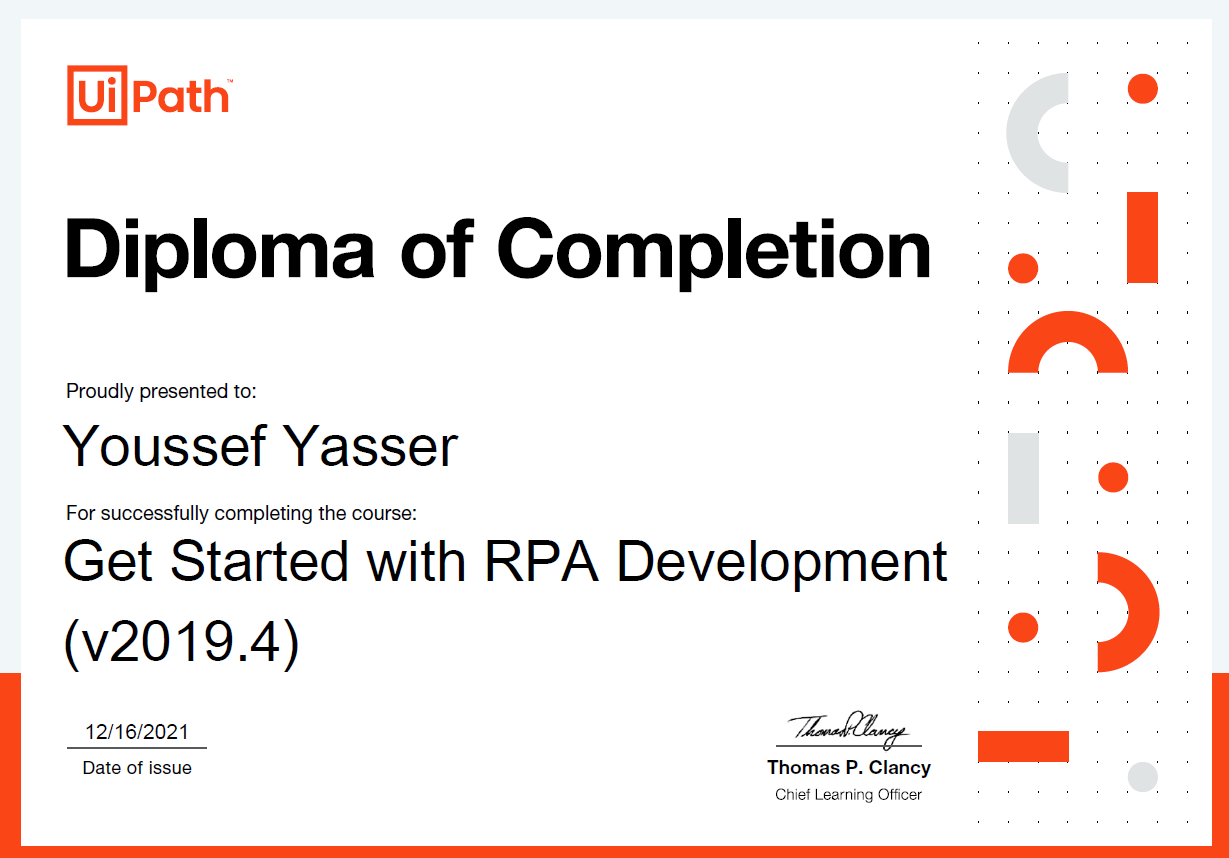 UiPath™
Diploma of Completion
Proudly presented to:
Youssef Yasser
For successfully completing the course:
Get Started with RPA Development
(v2019.4)
12/16/2021
Date of issue
Thomas P. Clancy
Thomas P. Clancy
Chief Learning Officer